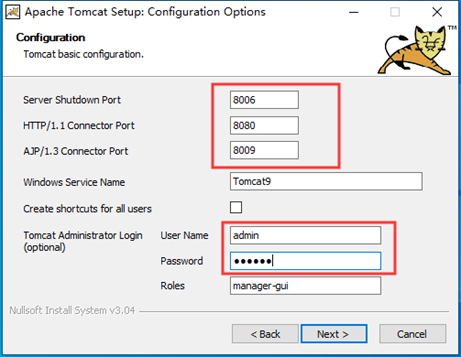 Apache Tomcat Setup: Configuration Options
Configuration
Tomcat basic configuration.
TM
Server Shutdown Port 8006
HTTP/1.1 Connector Port 8080
AJP/1.3 Connector Port 8009
Windows Service Name Tomcat9
Create shortcuts for all users
Tomcat Administrator Login User Name admin
(optional)
Password ●●●●●●
Roles manager-gui
Nullsoft Install System v3.04
< Back Next > Cancel